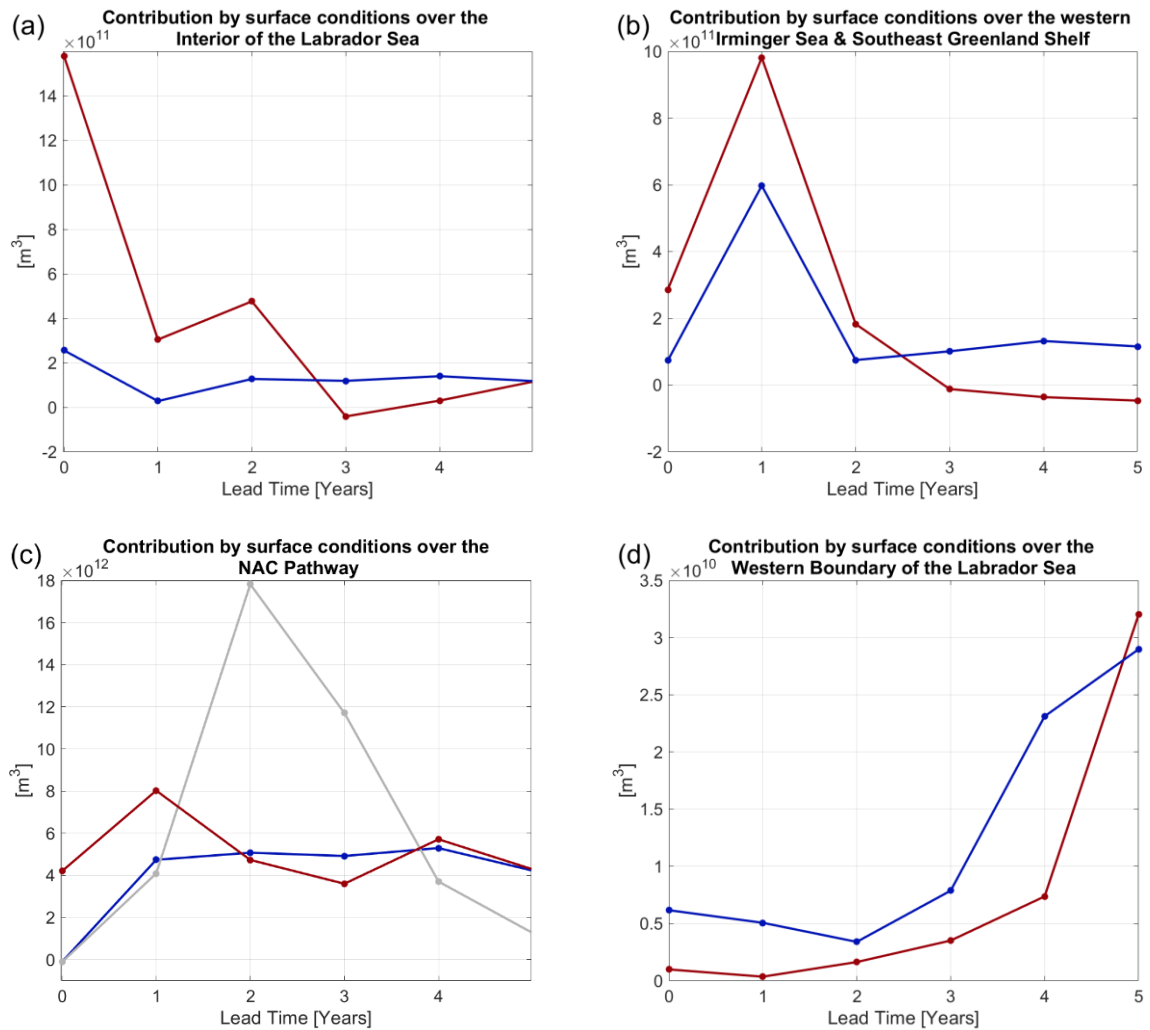 (a)
Contribution by surface conditions over the
Interior of the Labrador Sea
×10^11
14
12
10
8
6
4
2
0
-2
[m^3]
0 1 2 3 4
Lead Time [Years]
(b)
Contribution by surface conditions over the western
Irminger Sea & Southeast Greenland Shelf
×10^11
10
8
6
4
2
0
-2
[m^3]
0 1 2 3 4 5
Lead Time [Years]
(c)
Contribution by surface conditions over the
NAC Pathway
×10^12
18
16
14
12
10
8
6
4
2
0
[m^3]
0 1 2 3 4
Lead Time [Years]
(d)
Contribution by surface conditions over the
Western Boundary of the Labrador Sea
×10^10
3.5
3
2.5
2
1.5
1
0.5
0
[m^3]
0 1 2 3 4 5
Lead Time [Years]